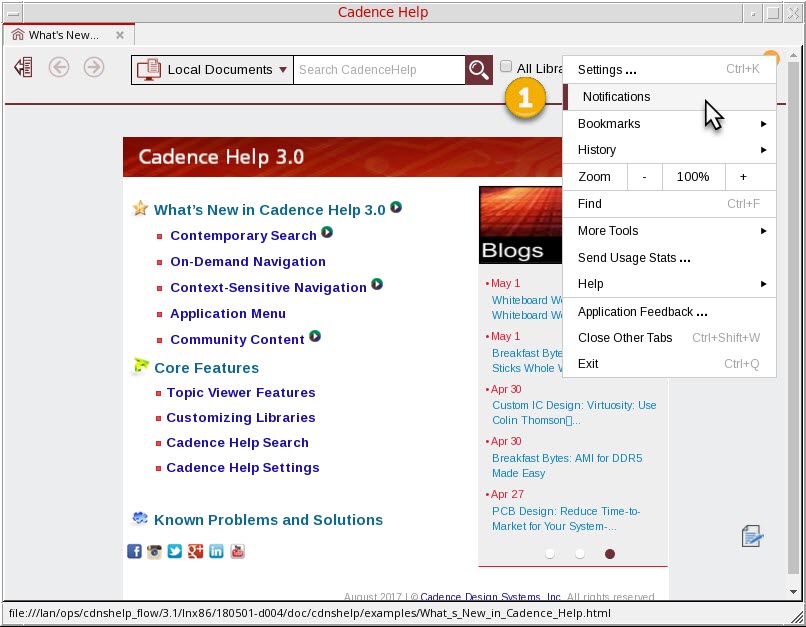 Cadence Help
What's New...
Local Documents
Search CadenceHelp
All Libra
1
Settings ... Ctrl+K
Notifications
Bookmarks
History
Zoom - 100% +
Find Ctrl+F
More Tools
Send Usage Stats ...
Help
Application Feedback ...
Close Other Tabs Ctrl+Shift+W
Exit Ctrl+Q
Cadence Help 3.0
What's New in Cadence Help 3.0
Contemporary Search
On-Demand Navigation
Context-Sensitive Navigation
Application Menu
Community Content
Core Features
Topic Viewer Features
Customizing Libraries
Cadence Help Search
Cadence Help Settings
Known Problems and Solutions
Blogs
• May 1
Whiteboard W
Whiteboard W
• May 1
Breakfast Byte
Sticks Whole W
• Apr 30
Custom IC Design: Virtuosity: Use
Colin Thomson▯...
• Apr 30
Breakfast Bytes: AMI for DDR5
Made Easy
• Apr 27
PCB Design: Reduce Time-to-
Market for Your System-...
August 2017 | © Cadence Design Systems, Inc. All rights reserved.
file:///lan/ops/cdnshelp_flow/3.1/lnx86/180501-d004/doc/cdnshelp/examples/What_s_New_in_Cadence_Help.html